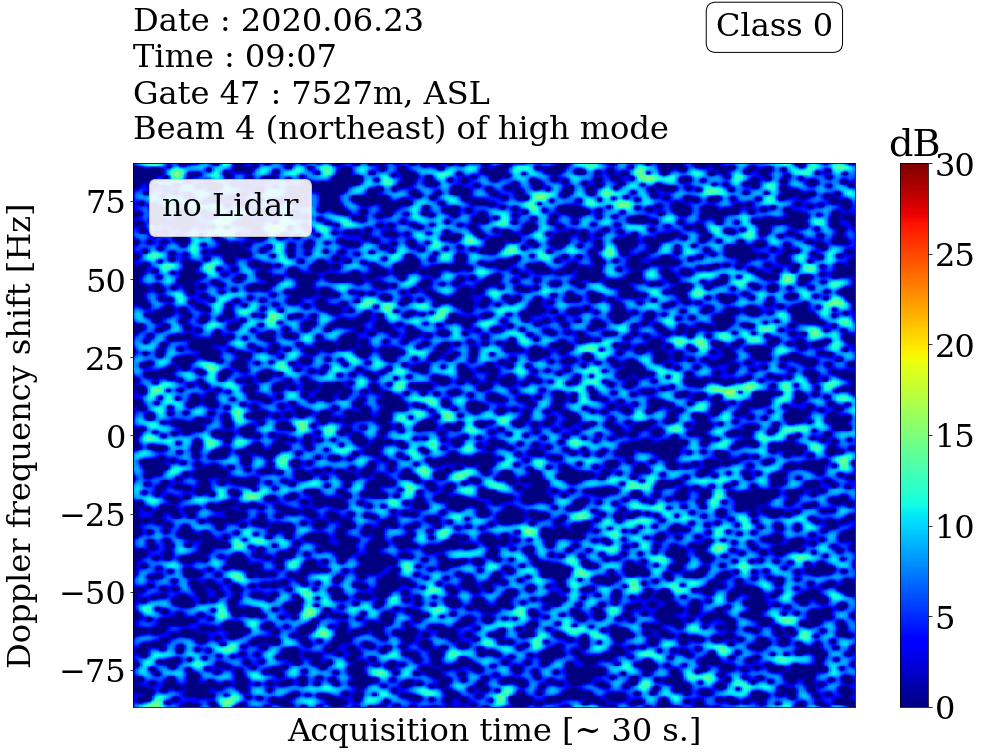 Date : 2020.06.23
Time : 09:07
Gate 47 : 7527m, ASL
Beam 4 (northeast) of high mode
Class 0
dB
no Lidar
Doppler frequency shift [Hz]
75
50
25
0
−25
−50
−75
30
25
20
15
10
5
0
Acquisition time [~ 30 s.]